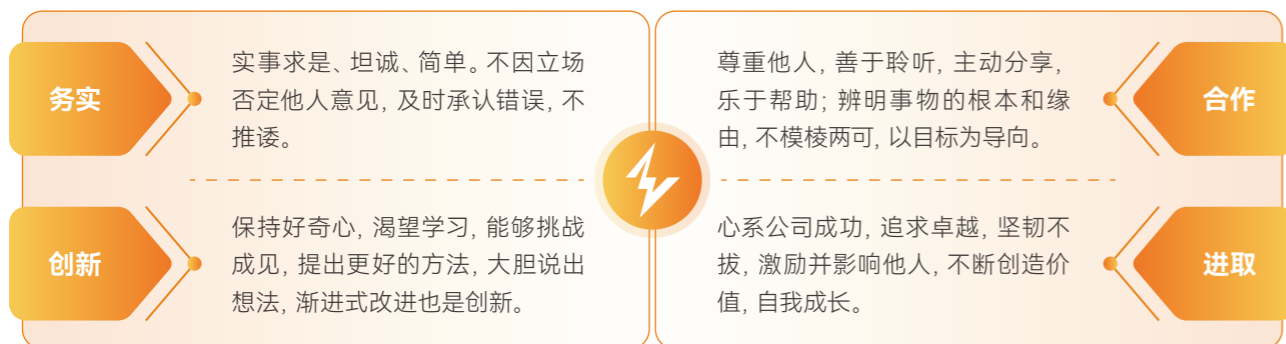 务实
实事求是、坦诚、简单。不因立场
否定他人意见, 及时承认错误, 不
推诿。
合作
尊重他人, 善于聆听, 主动分享,
乐于帮助; 辨明事物的根本和缘
由, 不模棱两可, 以目标为导向。
创新
保持好奇心, 渴望学习, 能够挑战
成见, 提出更好的方法, 大胆说出
想法, 渐进式改进也是创新。
进取
心系公司成功, 追求卓越, 坚韧不
拔, 激励并影响他人, 不断创造价
值, 自我成长。